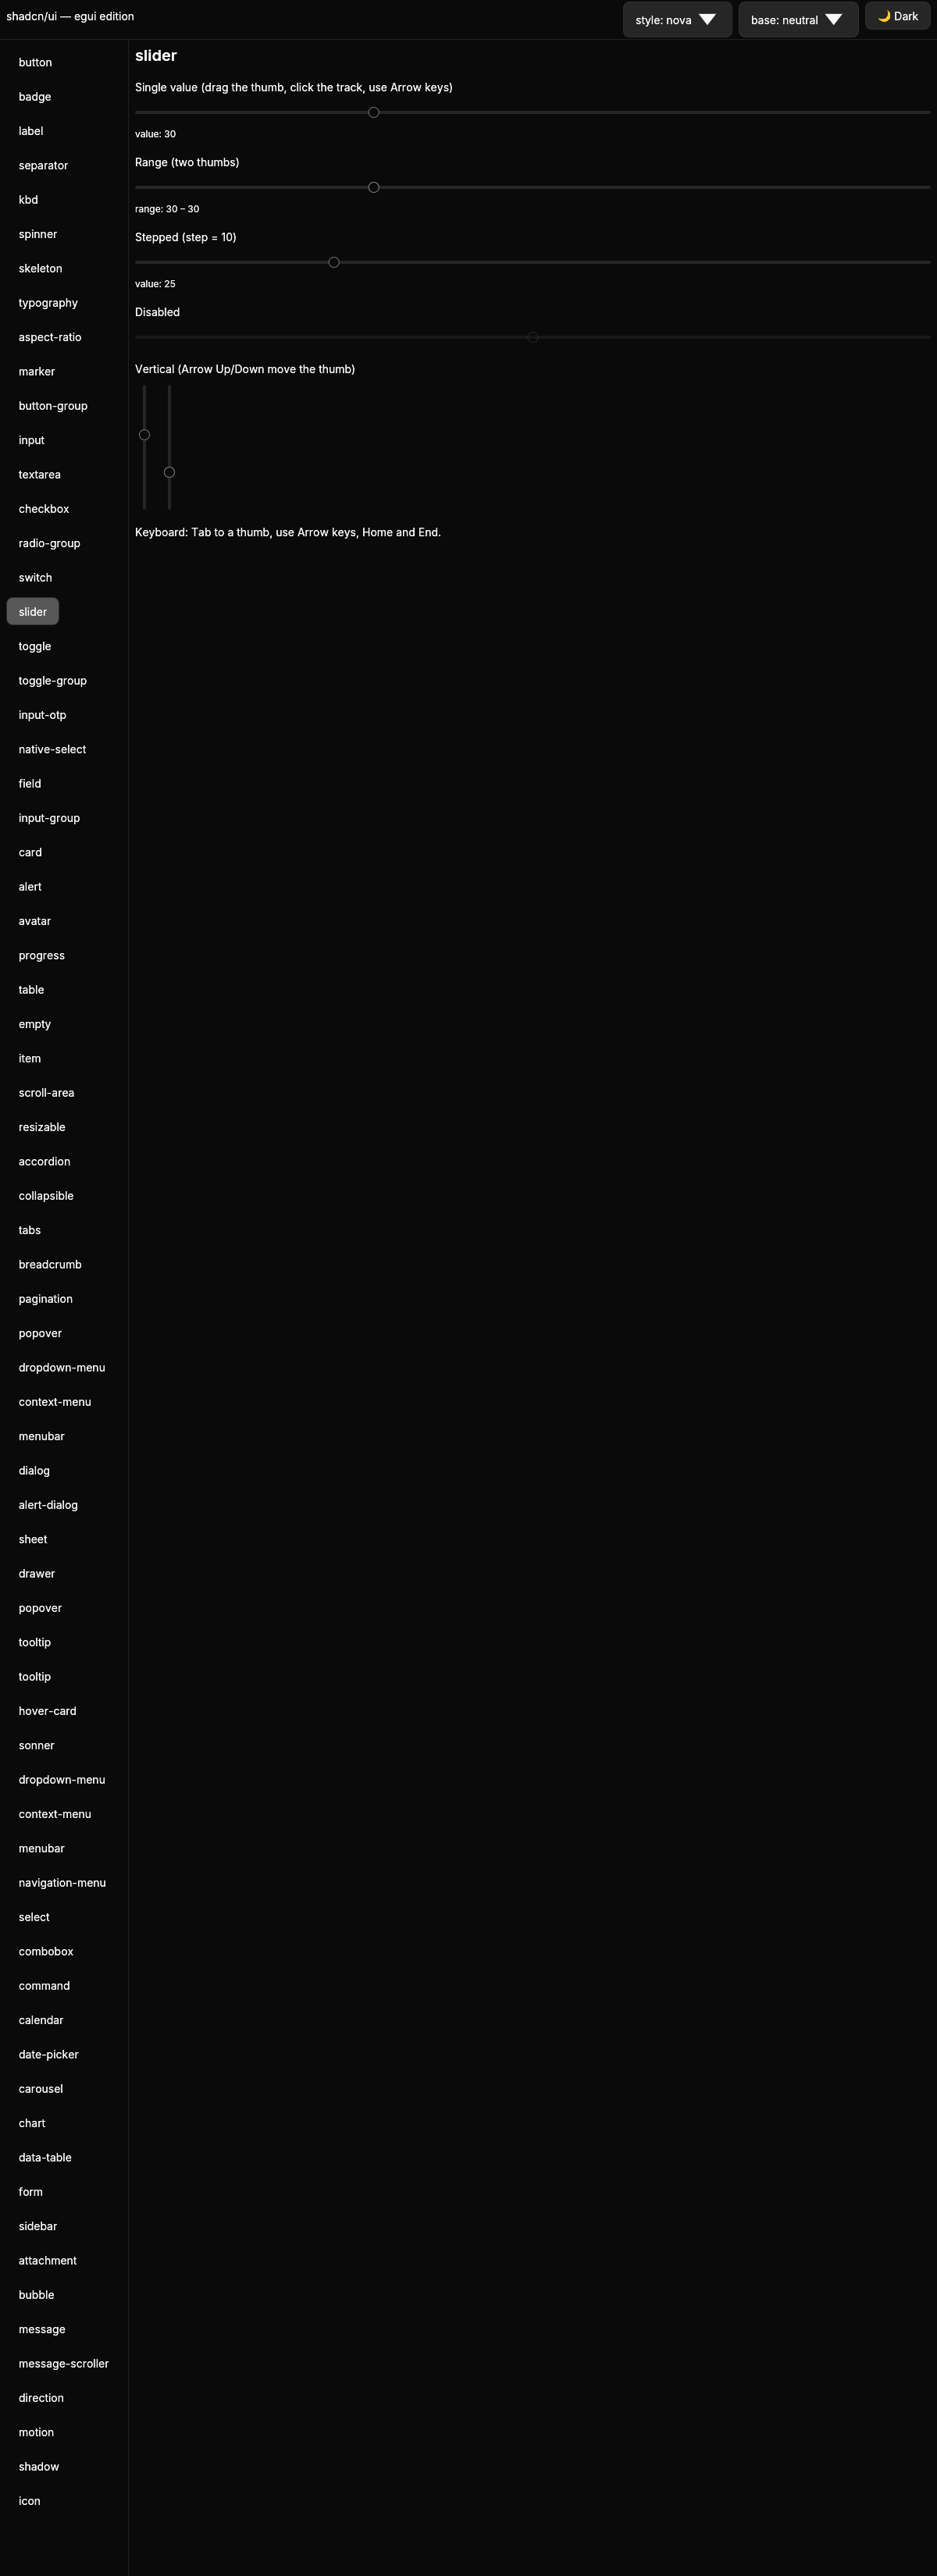 shadcn/ui — egui edition
style: nova
base: neutral
🌙 Dark
button
badge
label
separator
kbd
spinner
skeleton
typography
aspect-ratio
marker
button-group
input
textarea
checkbox
radio-group
switch
slider
toggle
toggle-group
input-otp
native-select
field
input-group
card
alert
avatar
progress
table
empty
item
scroll-area
resizable
accordion
collapsible
tabs
breadcrumb
pagination
popover
dropdown-menu
context-menu
menubar
dialog
alert-dialog
sheet
drawer
popover
tooltip
tooltip
hover-card
sonner
dropdown-menu
context-menu
menubar
navigation-menu
select
combobox
command
calendar
date-picker
carousel
chart
data-table
form
sidebar
attachment
bubble
message
message-scroller
direction
motion
shadow
icon
slider
Single value (drag the thumb, click the track, use Arrow keys)
value: 30
Range (two thumbs)
range: 30 – 30
Stepped (step = 10)
value: 25
Disabled
Vertical (Arrow Up/Down move the thumb)
Keyboard: Tab to a thumb, use Arrow keys, Home and End.